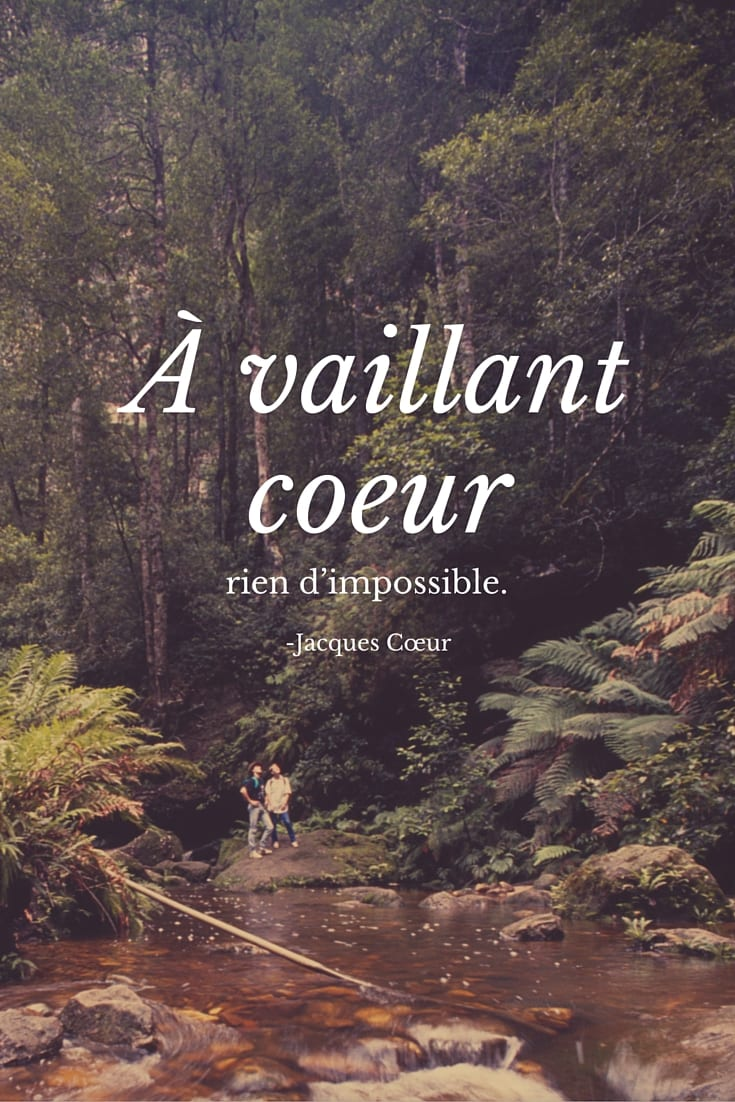 À vaillant
coeur
rien d’impossible.
-Jacques Cœur